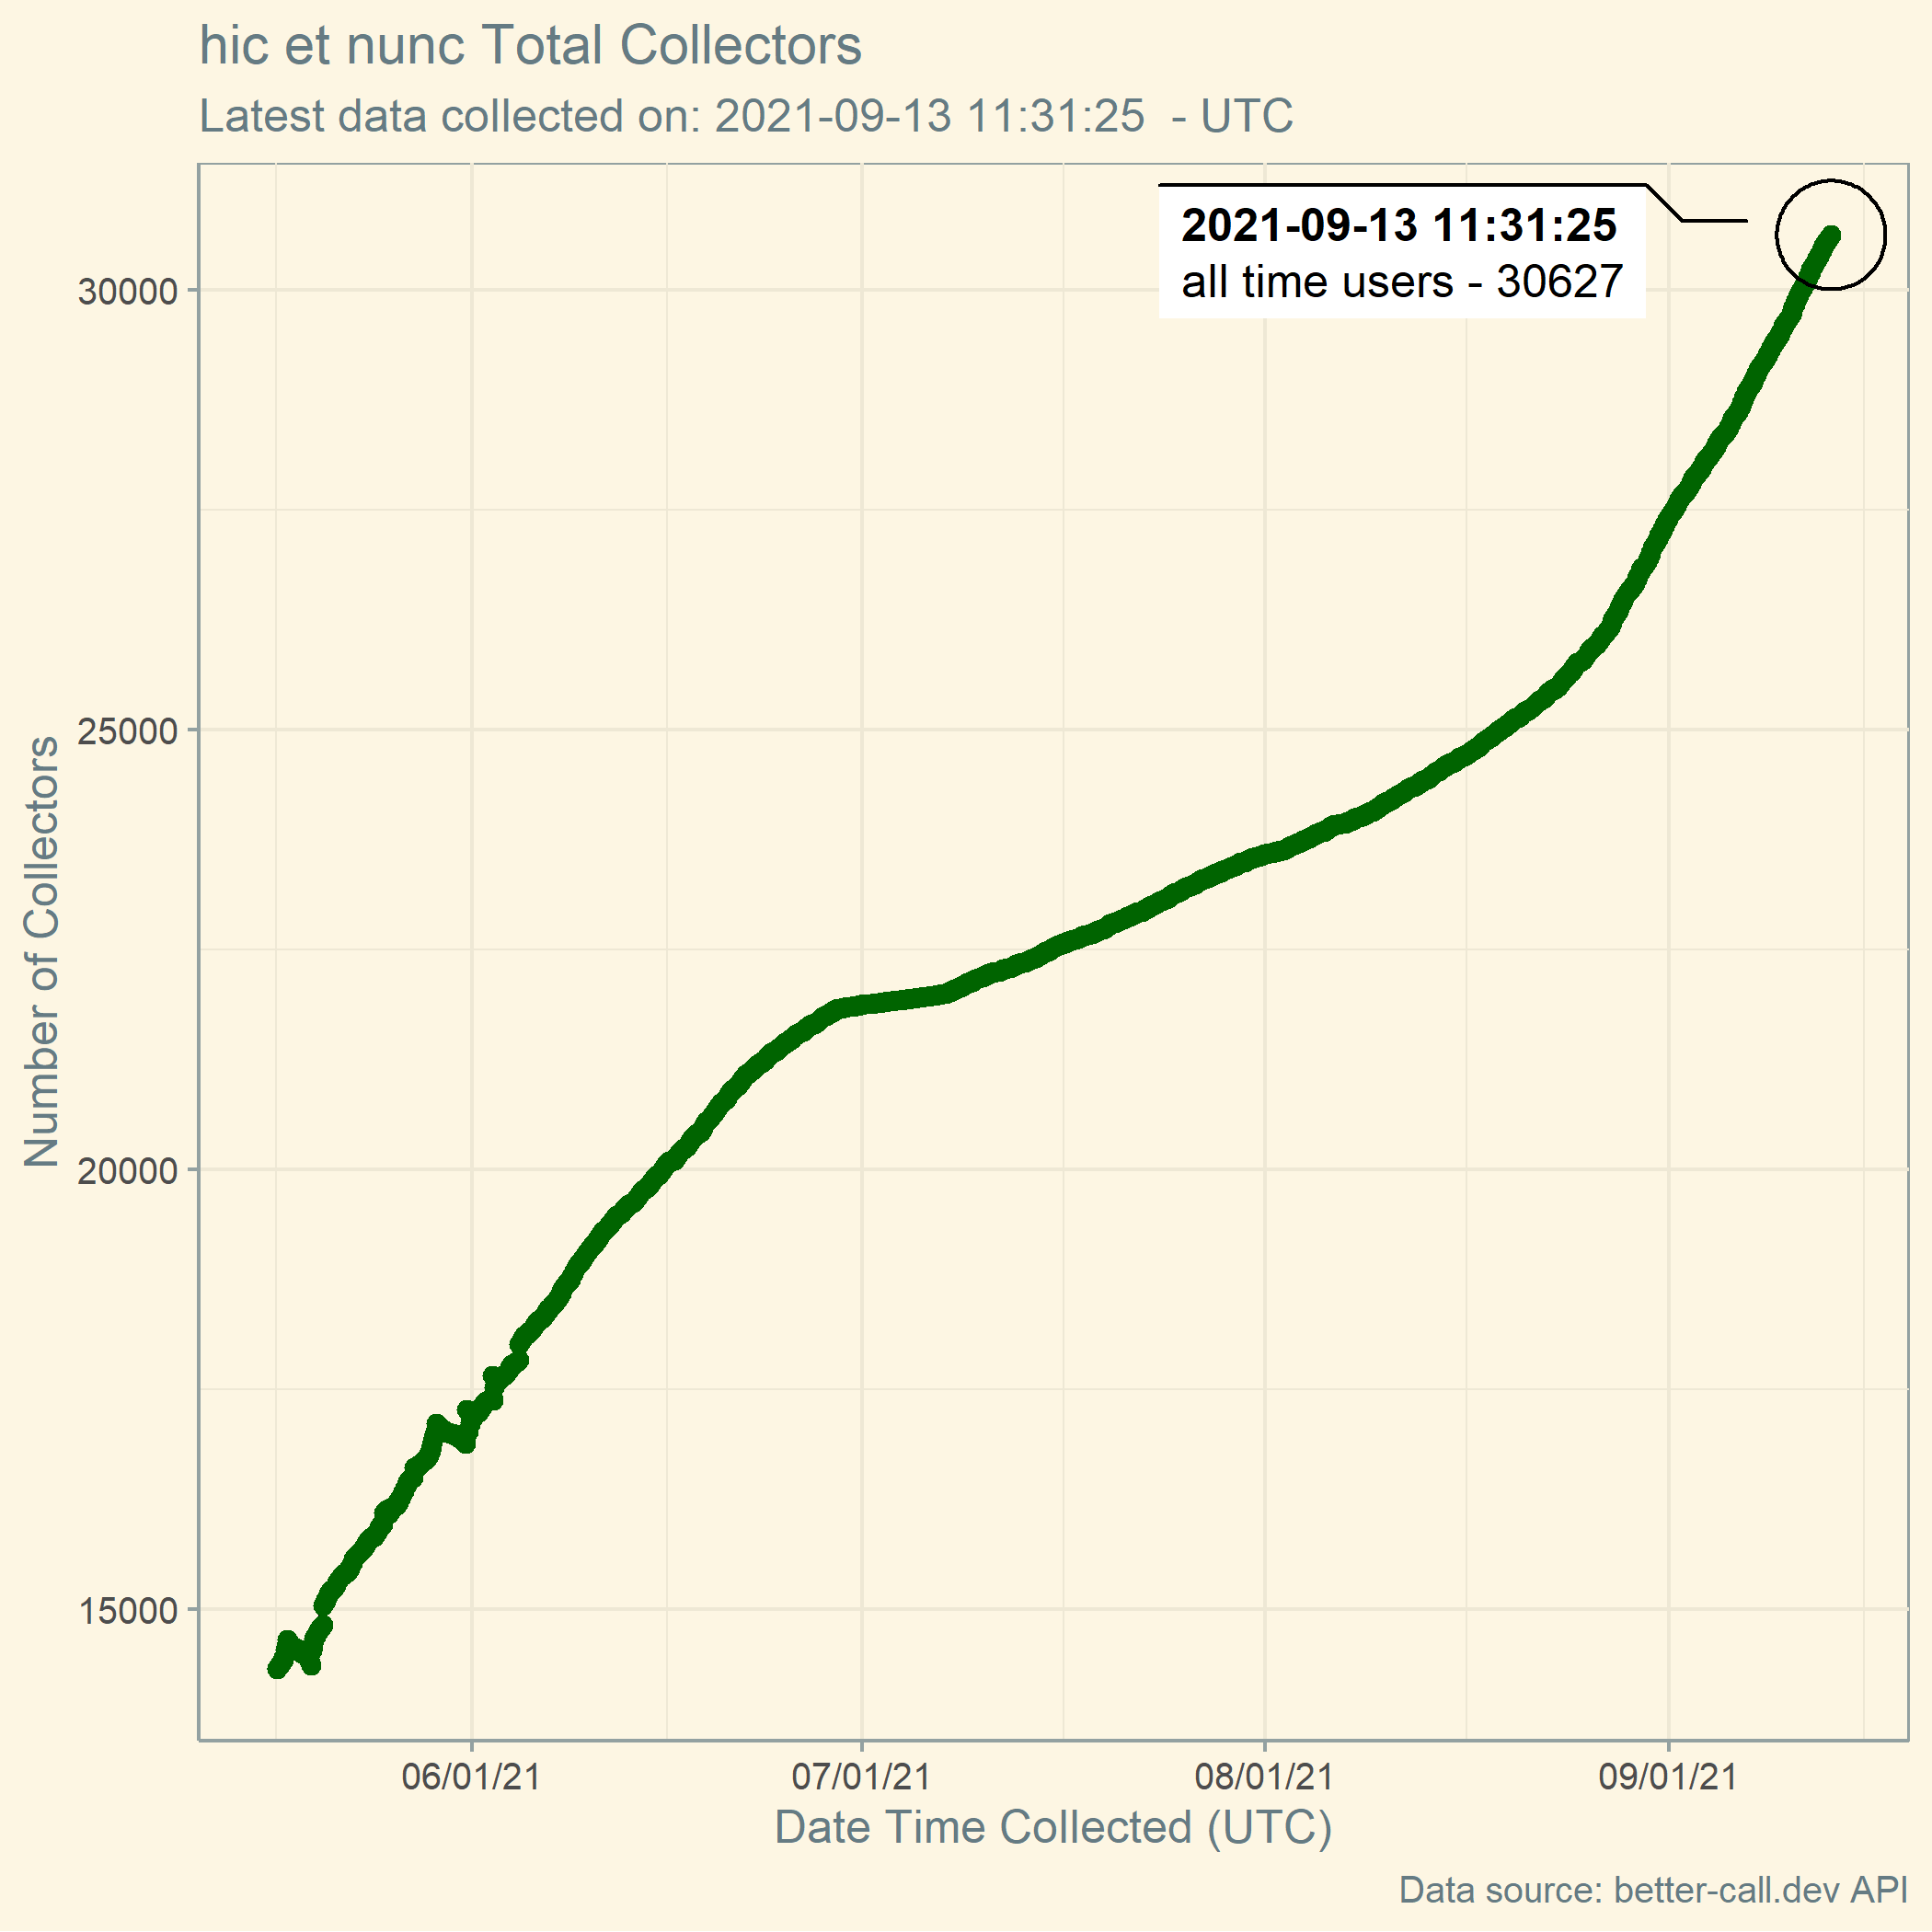 hic et nunc Total Collectors
Latest data collected on: 2021-09-13 11:31:25  - UTC
2021-09-13 11:31:25
all time users - 30627
Number of Collectors
30000
25000
20000
15000
06/01/21
07/01/21
08/01/21
09/01/21
Date Time Collected (UTC)
Data source: better-call.dev API